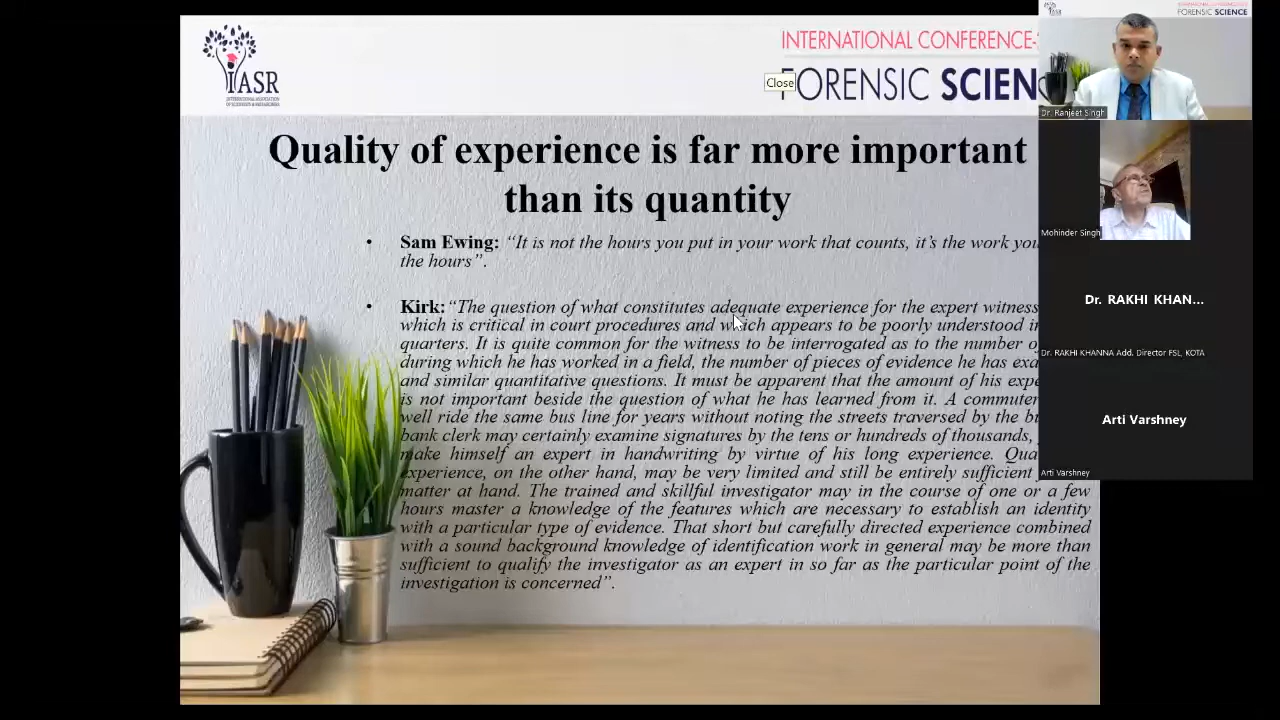 IASR
INTERNATIONAL ASSOCIATION
OF SCIENTISTS & RESEARCHERS
INTERNATIONAL CONFERENCE-
FORENSIC SCIEN
Close
Quality of experience is far more important
than its quantity
• Sam Ewing: “It is not the hours you put in your work that counts, it’s the work you
the hours”.
• Kirk:“The question of what constitutes adequate experience for the expert witness
which is critical in court procedures and which appears to be poorly understood in
quarters. It is quite common for the witness to be interrogated as to the number o
during which he has worked in a field, the number of pieces of evidence he has exa
and similar quantitative questions. It must be apparent that the amount of his expe
is not important beside the question of what he has learned from it. A commuter
well ride the same bus line for years without noting the streets traversed by the bu
bank clerk may certainly examine signatures by the tens or hundreds of thousands,
make himself an expert in handwriting by virtue of his long experience. Qua
experience, on the other hand, may be very limited and still be entirely sufficient
matter at hand. The trained and skillful investigator may in the course of one or a few
hours master a knowledge of the features which are necessary to establish an identity
with a particular type of evidence. That short but carefully directed experience combined
with a sound background knowledge of identification work in general may be more than
sufficient to qualify the investigator as an expert in so far as the particular point of the
investigation is concerned”.
FORENSIC SCIENCE
Dr. Ranjeet Singh
Mohinder Singh
Dr. RAKHI KHAN...
Dr. RAKHI KHANNA Add. Director FSL, KOTA
Arti Varshney
Arti Varshney